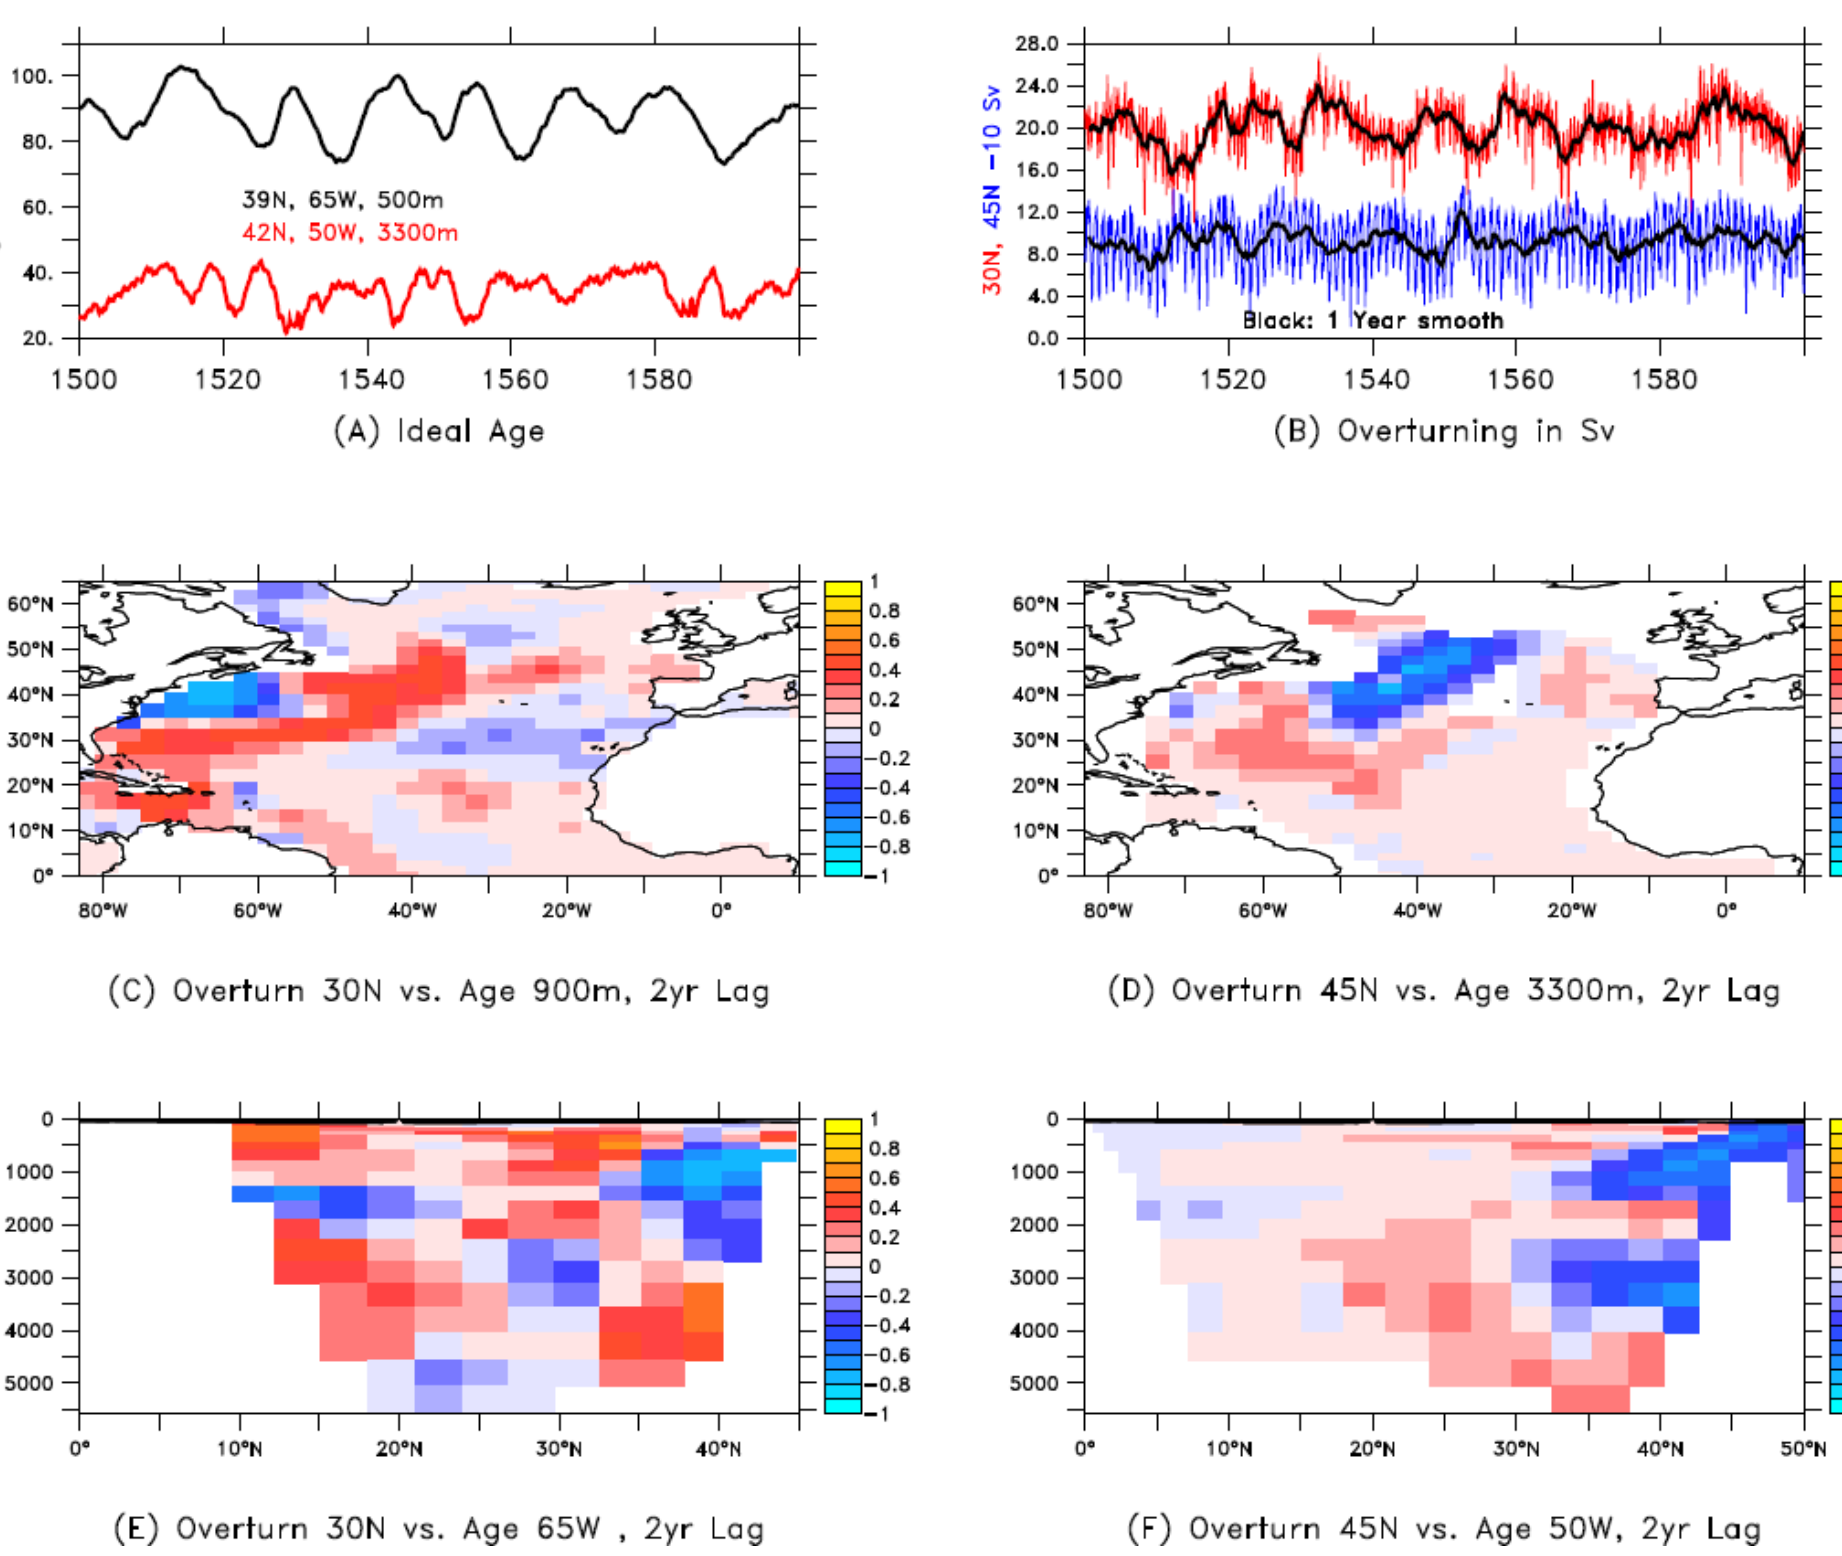 100.
80.
60.
40.
20.
39N, 65W, 500m
42N, 50W, 3300m
1500 1520 1540 1560 1580
(A) Ideal Age
30N, 45N -10 Sv
28.0
24.0
20.0
16.0
12.0
8.0
4.0
0.0
Black: 1 Year smooth
1500 1520 1540 1560 1580
(B) Overturning in Sv
60°N
50°N
40°N
30°N
20°N
10°N
0°
80°W 60°W 40°W 20°W 0°
1
0.8
0.6
0.4
0.2
0
-0.2
-0.4
-0.6
-0.8
-1
(C) Overturn 30N vs. Age 900m, 2yr Lag
60°N
50°N
40°N
30°N
20°N
10°N
0°
80°W 60°W 40°W 20°W 0°
(D) Overturn 45N vs. Age 3300m, 2yr Lag
0
1000
2000
3000
4000
5000
0° 10°N 20°N 30°N 40°N
1
0.8
0.6
0.4
0.2
0
-0.2
-0.4
-0.6
-0.8
-1
(E) Overturn 30N vs. Age 65W , 2yr Lag
0
1000
2000
3000
4000
5000
0° 10°N 20°N 30°N 40°N 50°N
(F) Overturn 45N vs. Age 50W, 2yr Lag